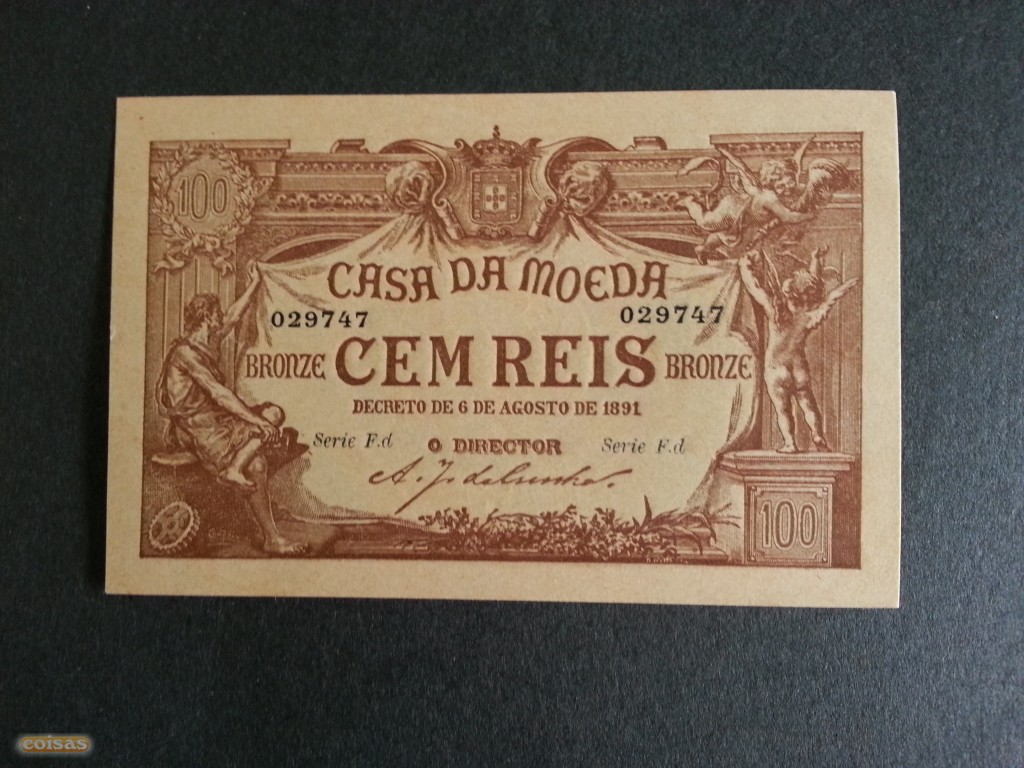 100
CASA DA MOEDA
029747 029747
BRONZE CEM REIS BRONZE
DECRETO DE 6 DE AGOSTO DE 1891
Serie F.d O DIRECTOR Serie F.d
100
coisas